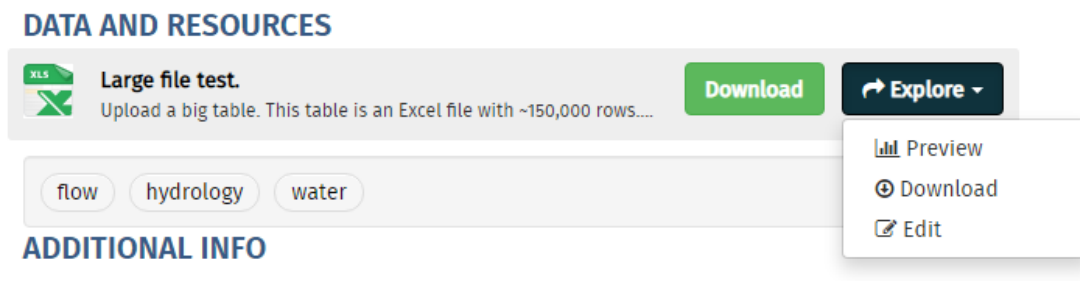 DATA AND RESOURCES
XLS
Large file test.
Upload a big table. This table is an Excel file with ~150,000 rows....
Download
Explore
Preview
Download
Edit
flow hydrology water
ADDITIONAL INFO